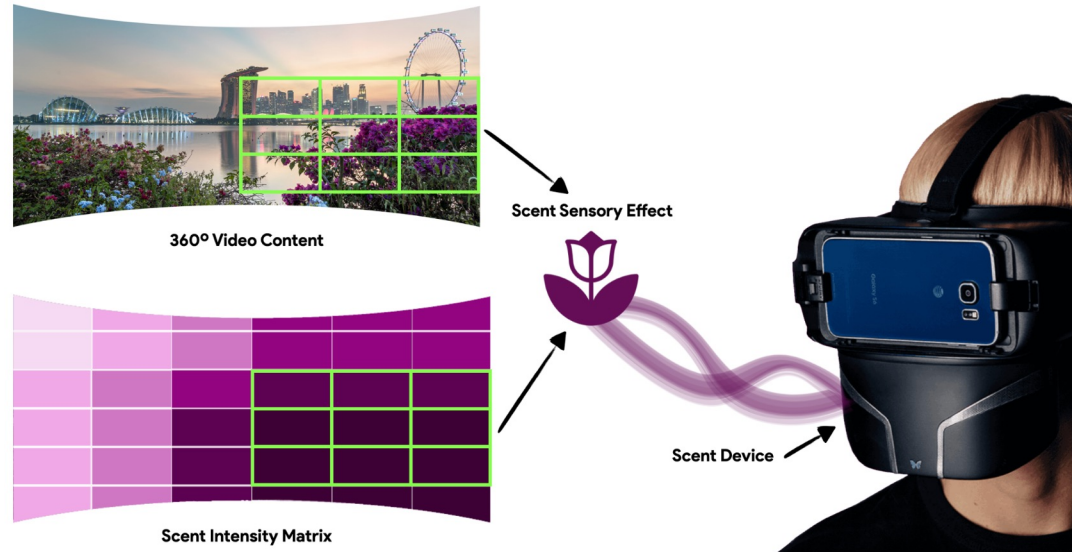 360º Video Content
Scent Sensory Effect
Scent Device
Scent Intensity Matrix